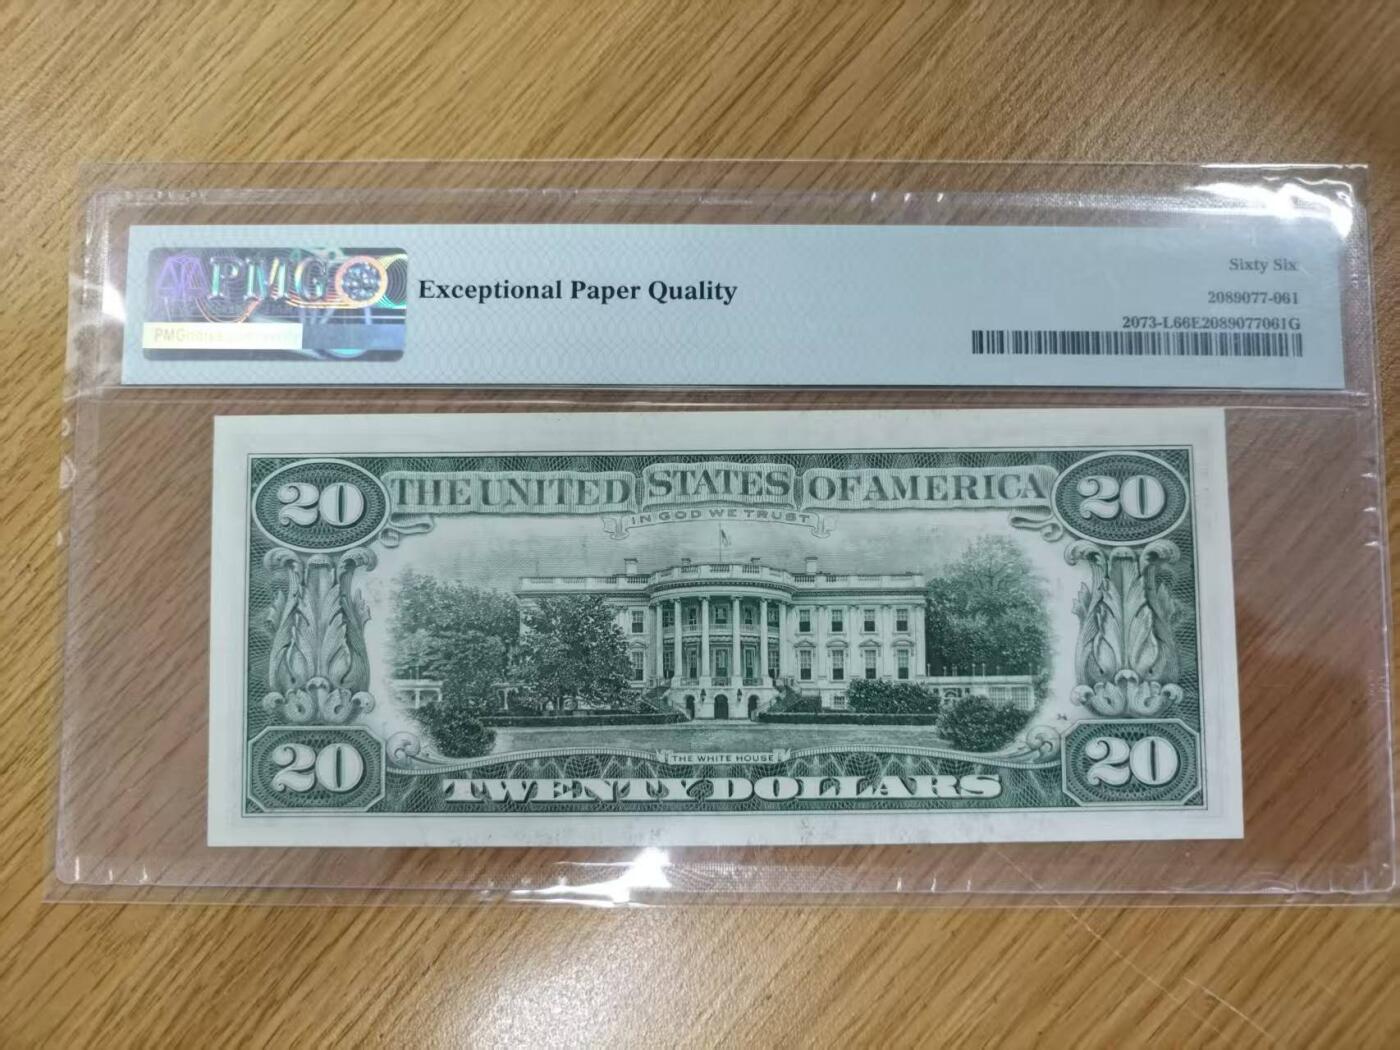 PMG
Exceptional Paper Quality
Sixty Six
2089077-061
2073-L66E2089077061G
20 THE UNITED STATES OF AMERICA 20
IN GOD WE TRUST
34
20 THE WHITE HOUSE 20
TWENTY DOLLARS